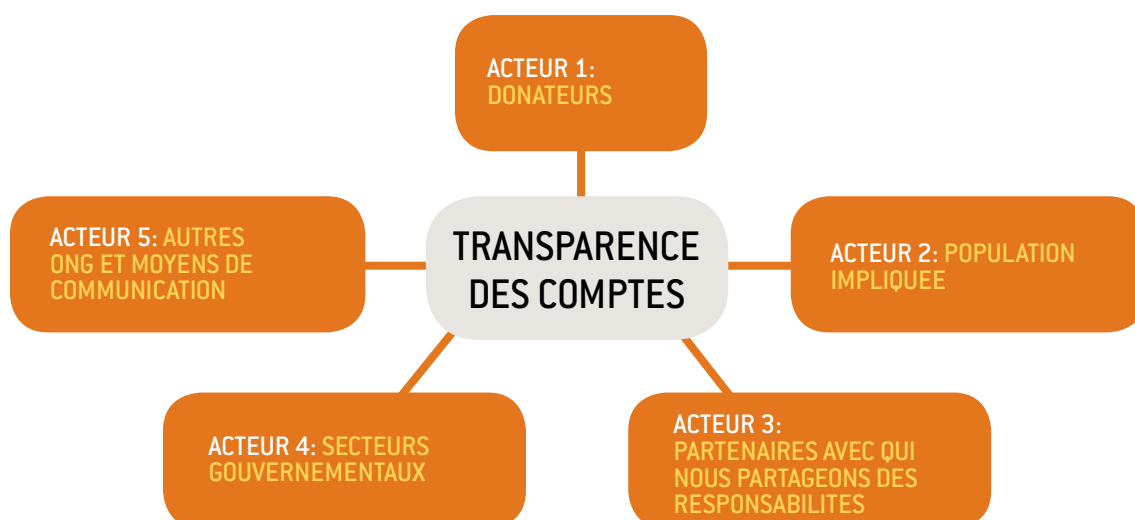 ACTEUR 1:
DONATEURS
ACTEUR 5: AUTRES
ONG ET MOYENS DE
COMMUNICATION
TRANSPARENCE
DES COMPTES
ACTEUR 2: POPULATION
IMPLIQUEE
ACTEUR 4: SECTEURS
GOUVERNEMENTAUX
ACTEUR 3:
PARTENAIRES AVEC QUI
NOUS PARTAGEONS DES
RESPONSABILITES